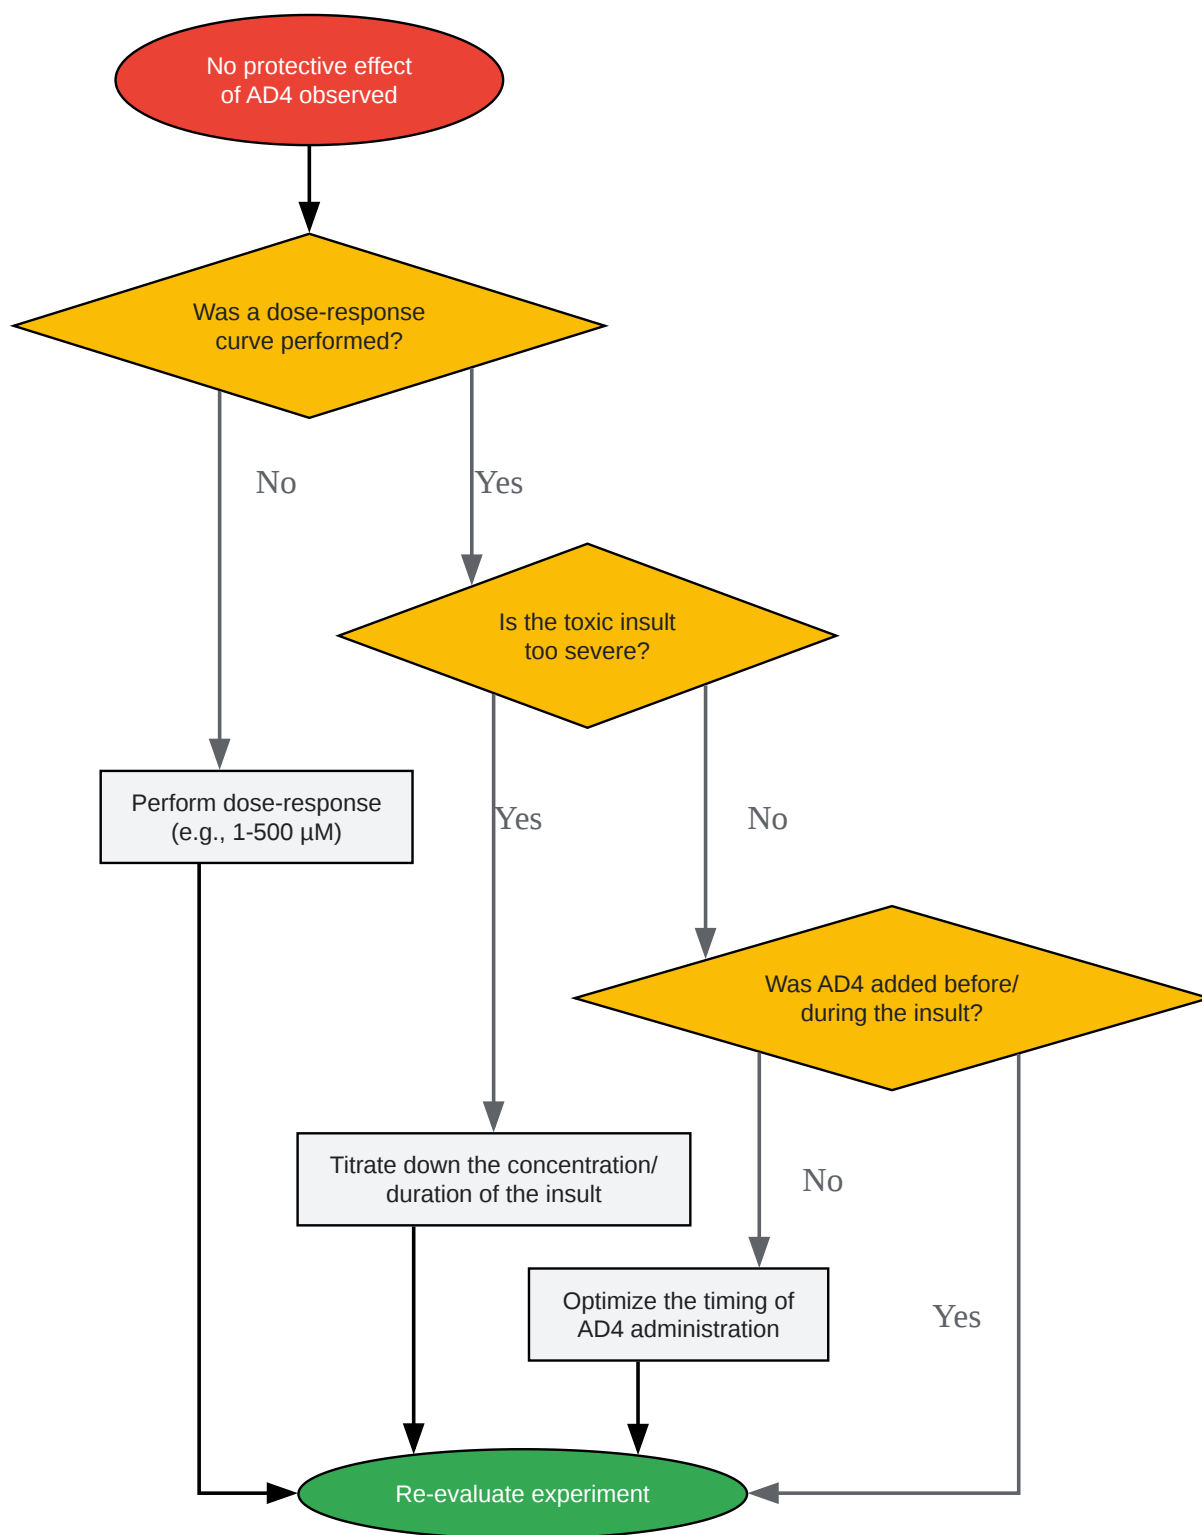 No protective effect
of AD4 observed
Was a dose-response
curve performed?
No
Yes
Is the toxic insult
too severe?
Perform dose-response
(e.g., 1-500 µM)
Yes
No
Was AD4 added before/
during the insult?
Titrate down the concentration/
duration of the insult
No
Optimize the timing of
AD4 administration
Yes
Re-evaluate experiment